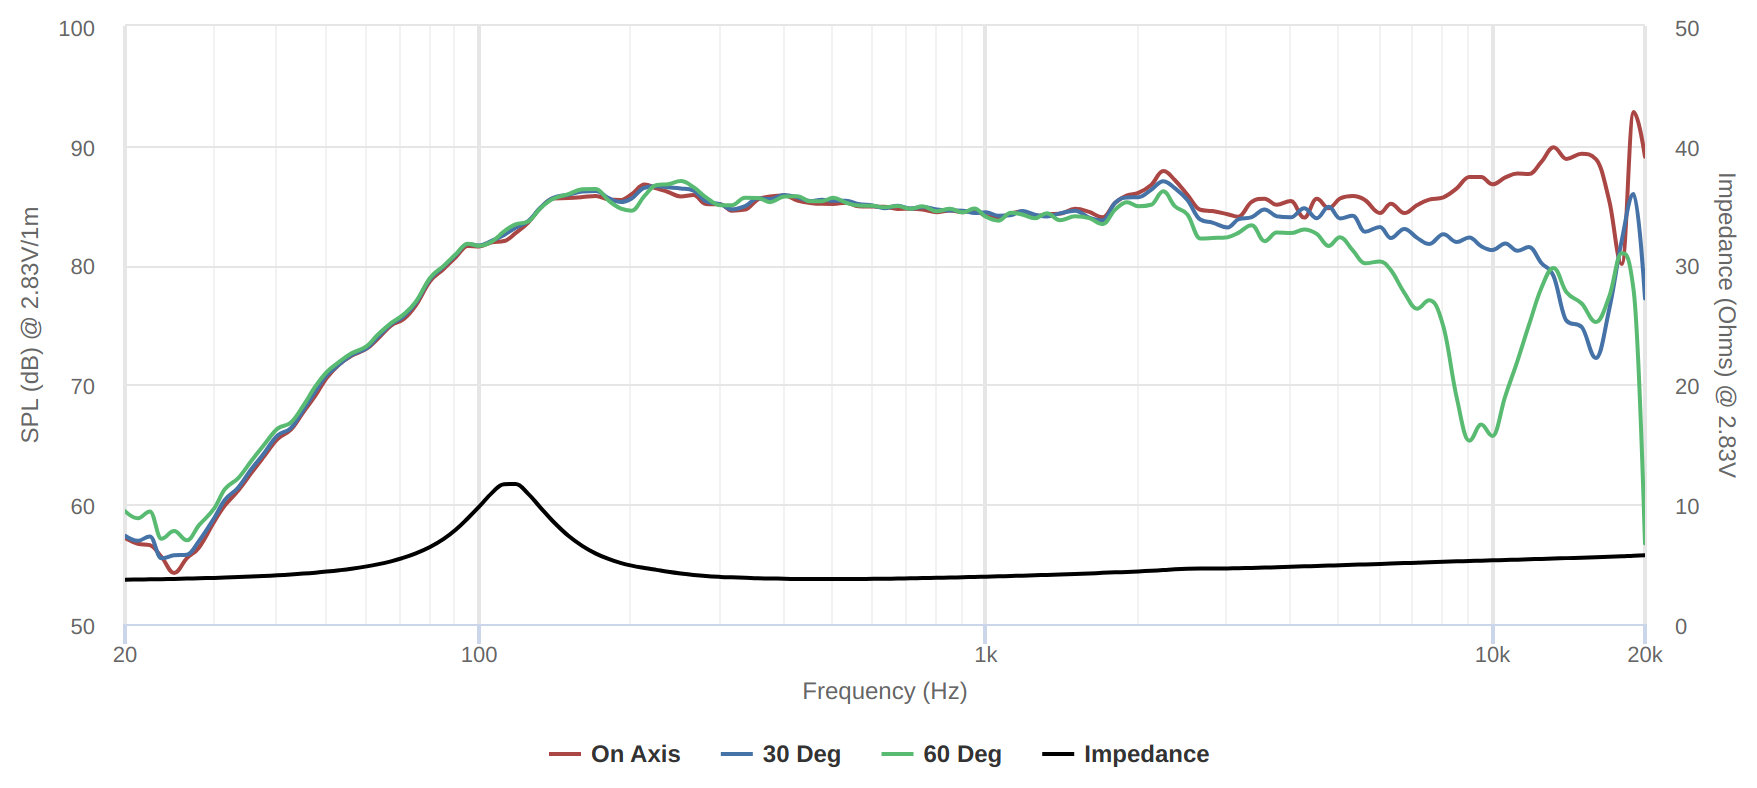 100
90
80
70
60
50
SPL (dB) @ 2.83V/1m
50
40
30
20
10
0
Impedance (Ohms) @ 2.83V
20 100 1k 10k 20k
Frequency (Hz)
On Axis 30 Deg 60 Deg Impedance